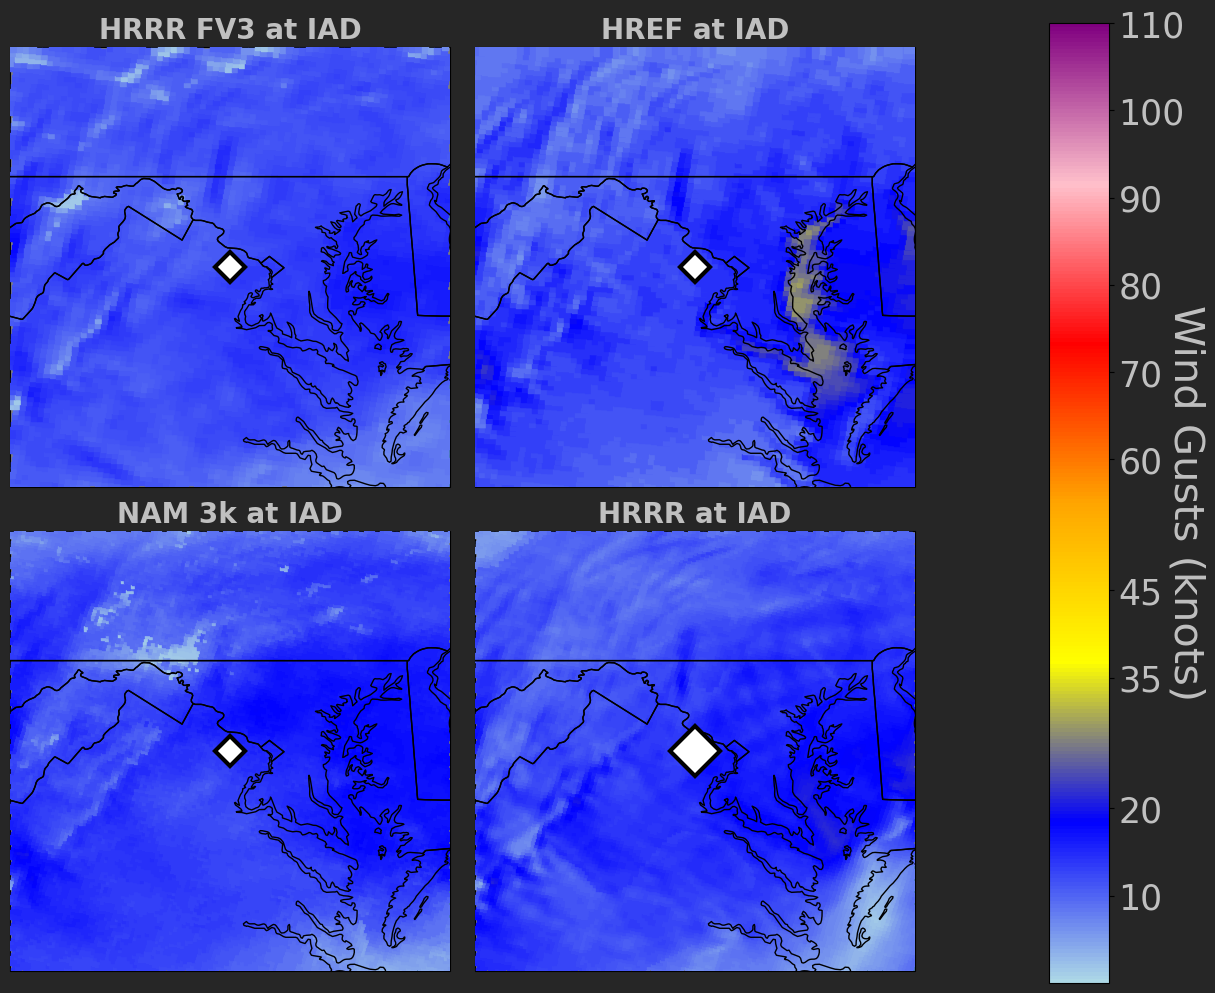 HRRR FV3 at IAD
HREF at IAD
NAM 3k at IAD
HRRR at IAD
110
100
90
80
70
60
45
35
20
10
Wind Gusts (knots)